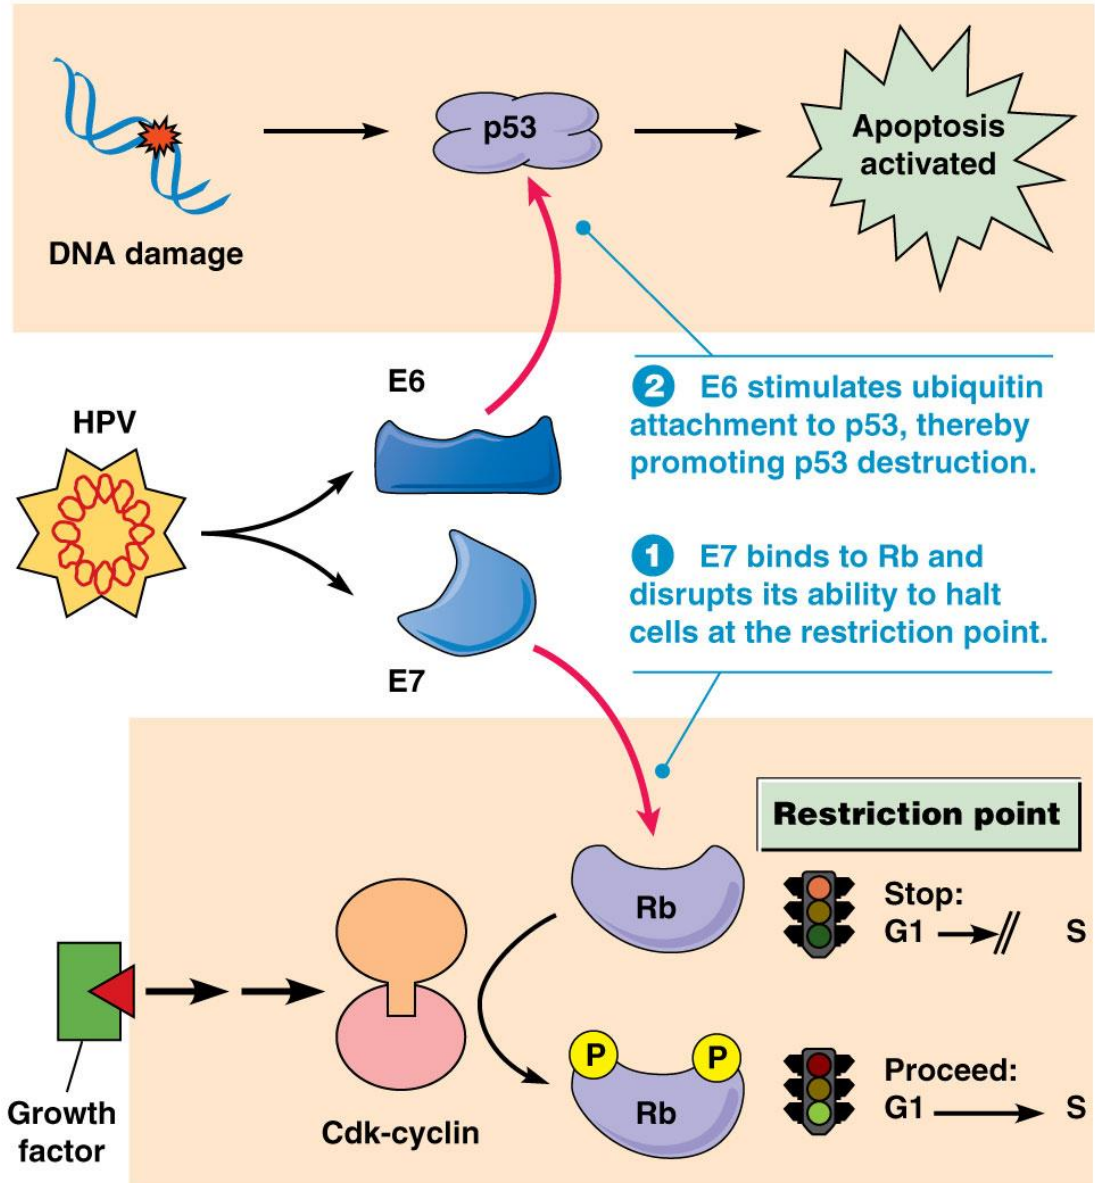 DNA damage
p53
Apoptosis
activated
HPV
E6
E7
2 E6 stimulates ubiquitin
attachment to p53, thereby
promoting p53 destruction.
1 E7 binds to Rb and
disrupts its ability to halt
cells at the restriction point.
Restriction point
Rb
Stop:
G1 S
Growth
factor
Cdk-cyclin
P P
Rb
Proceed:
G1 S